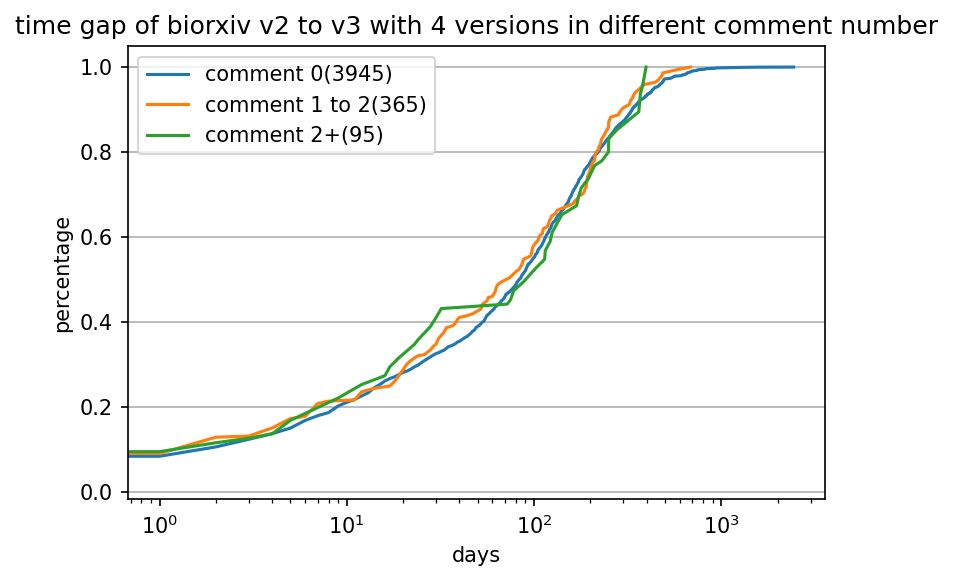 time gap of biorxiv v2 to v3 with 4 versions in different comment number
comment 0(3945)
comment 1 to 2(365)
comment 2+(95)
percentage
1.0
0.8
0.6
0.4
0.2
0.0
10⁰ 10¹ 10² 10³
days